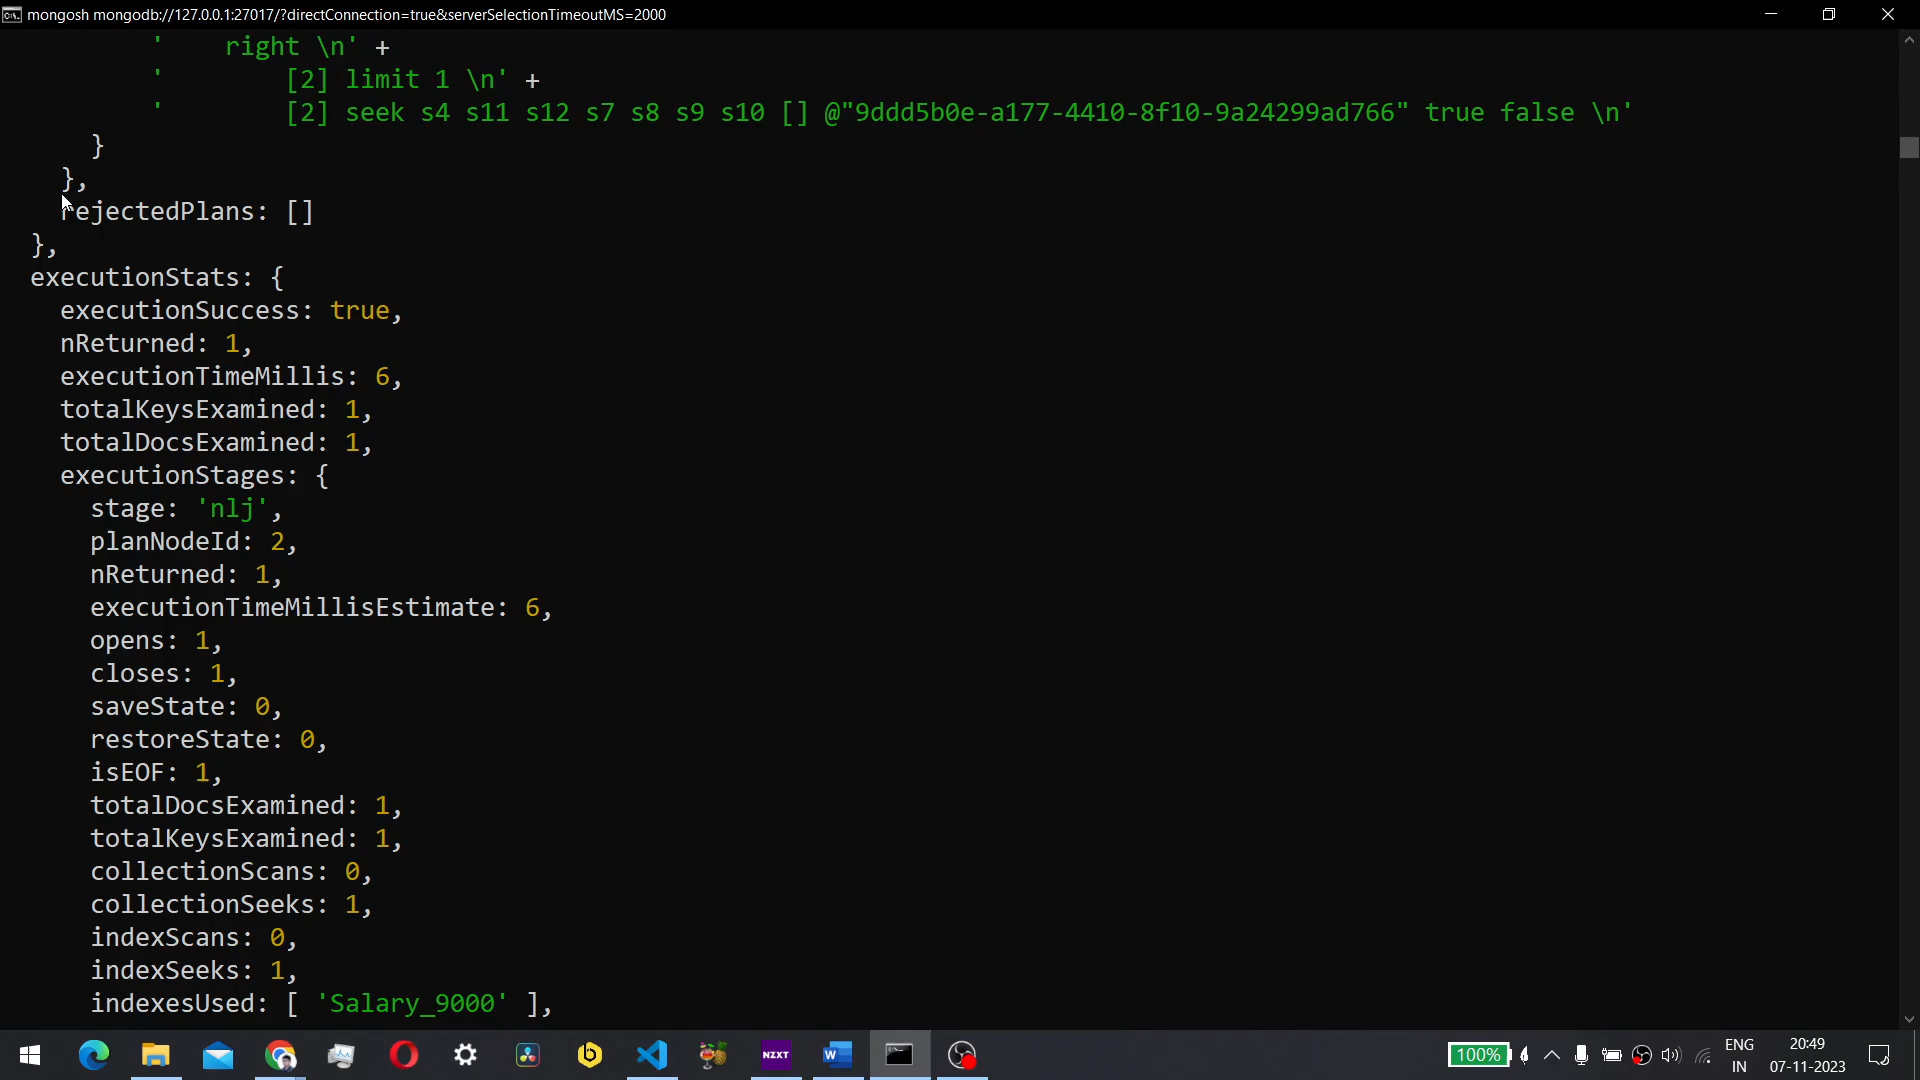 mongosh mongodb://127.0.0.1:27017/?directConnection=true&serverSelectionTimeoutMS=2000
'    right \n' +
'        [2] limit 1 \n' +
'        [2] seek s4 s11 s12 s7 s8 s9 s10 [] @"9ddd5b0e-a177-4410-8f10-9a24299ad766" true false \n'
}
},
rejectedPlans: []
},
executionStats: {
executionSuccess: true,
nReturned: 1,
executionTimeMillis: 6,
totalKeysExamined: 1,
totalDocsExamined: 1,
executionStages: {
stage: 'nlj',
planNodeId: 2,
nReturned: 1,
executionTimeMillisEstimate: 6,
opens: 1,
closes: 1,
saveState: 0,
restoreState: 0,
isEOF: 1,
totalDocsExamined: 1,
totalKeysExamined: 1,
collectionScans: 0,
collectionSeeks: 1,
indexScans: 0,
indexSeeks: 1,
indexesUsed: [ 'Salary_9000' ],
NZXT
W
100%
ENG
IN
20:49
07-11-2023